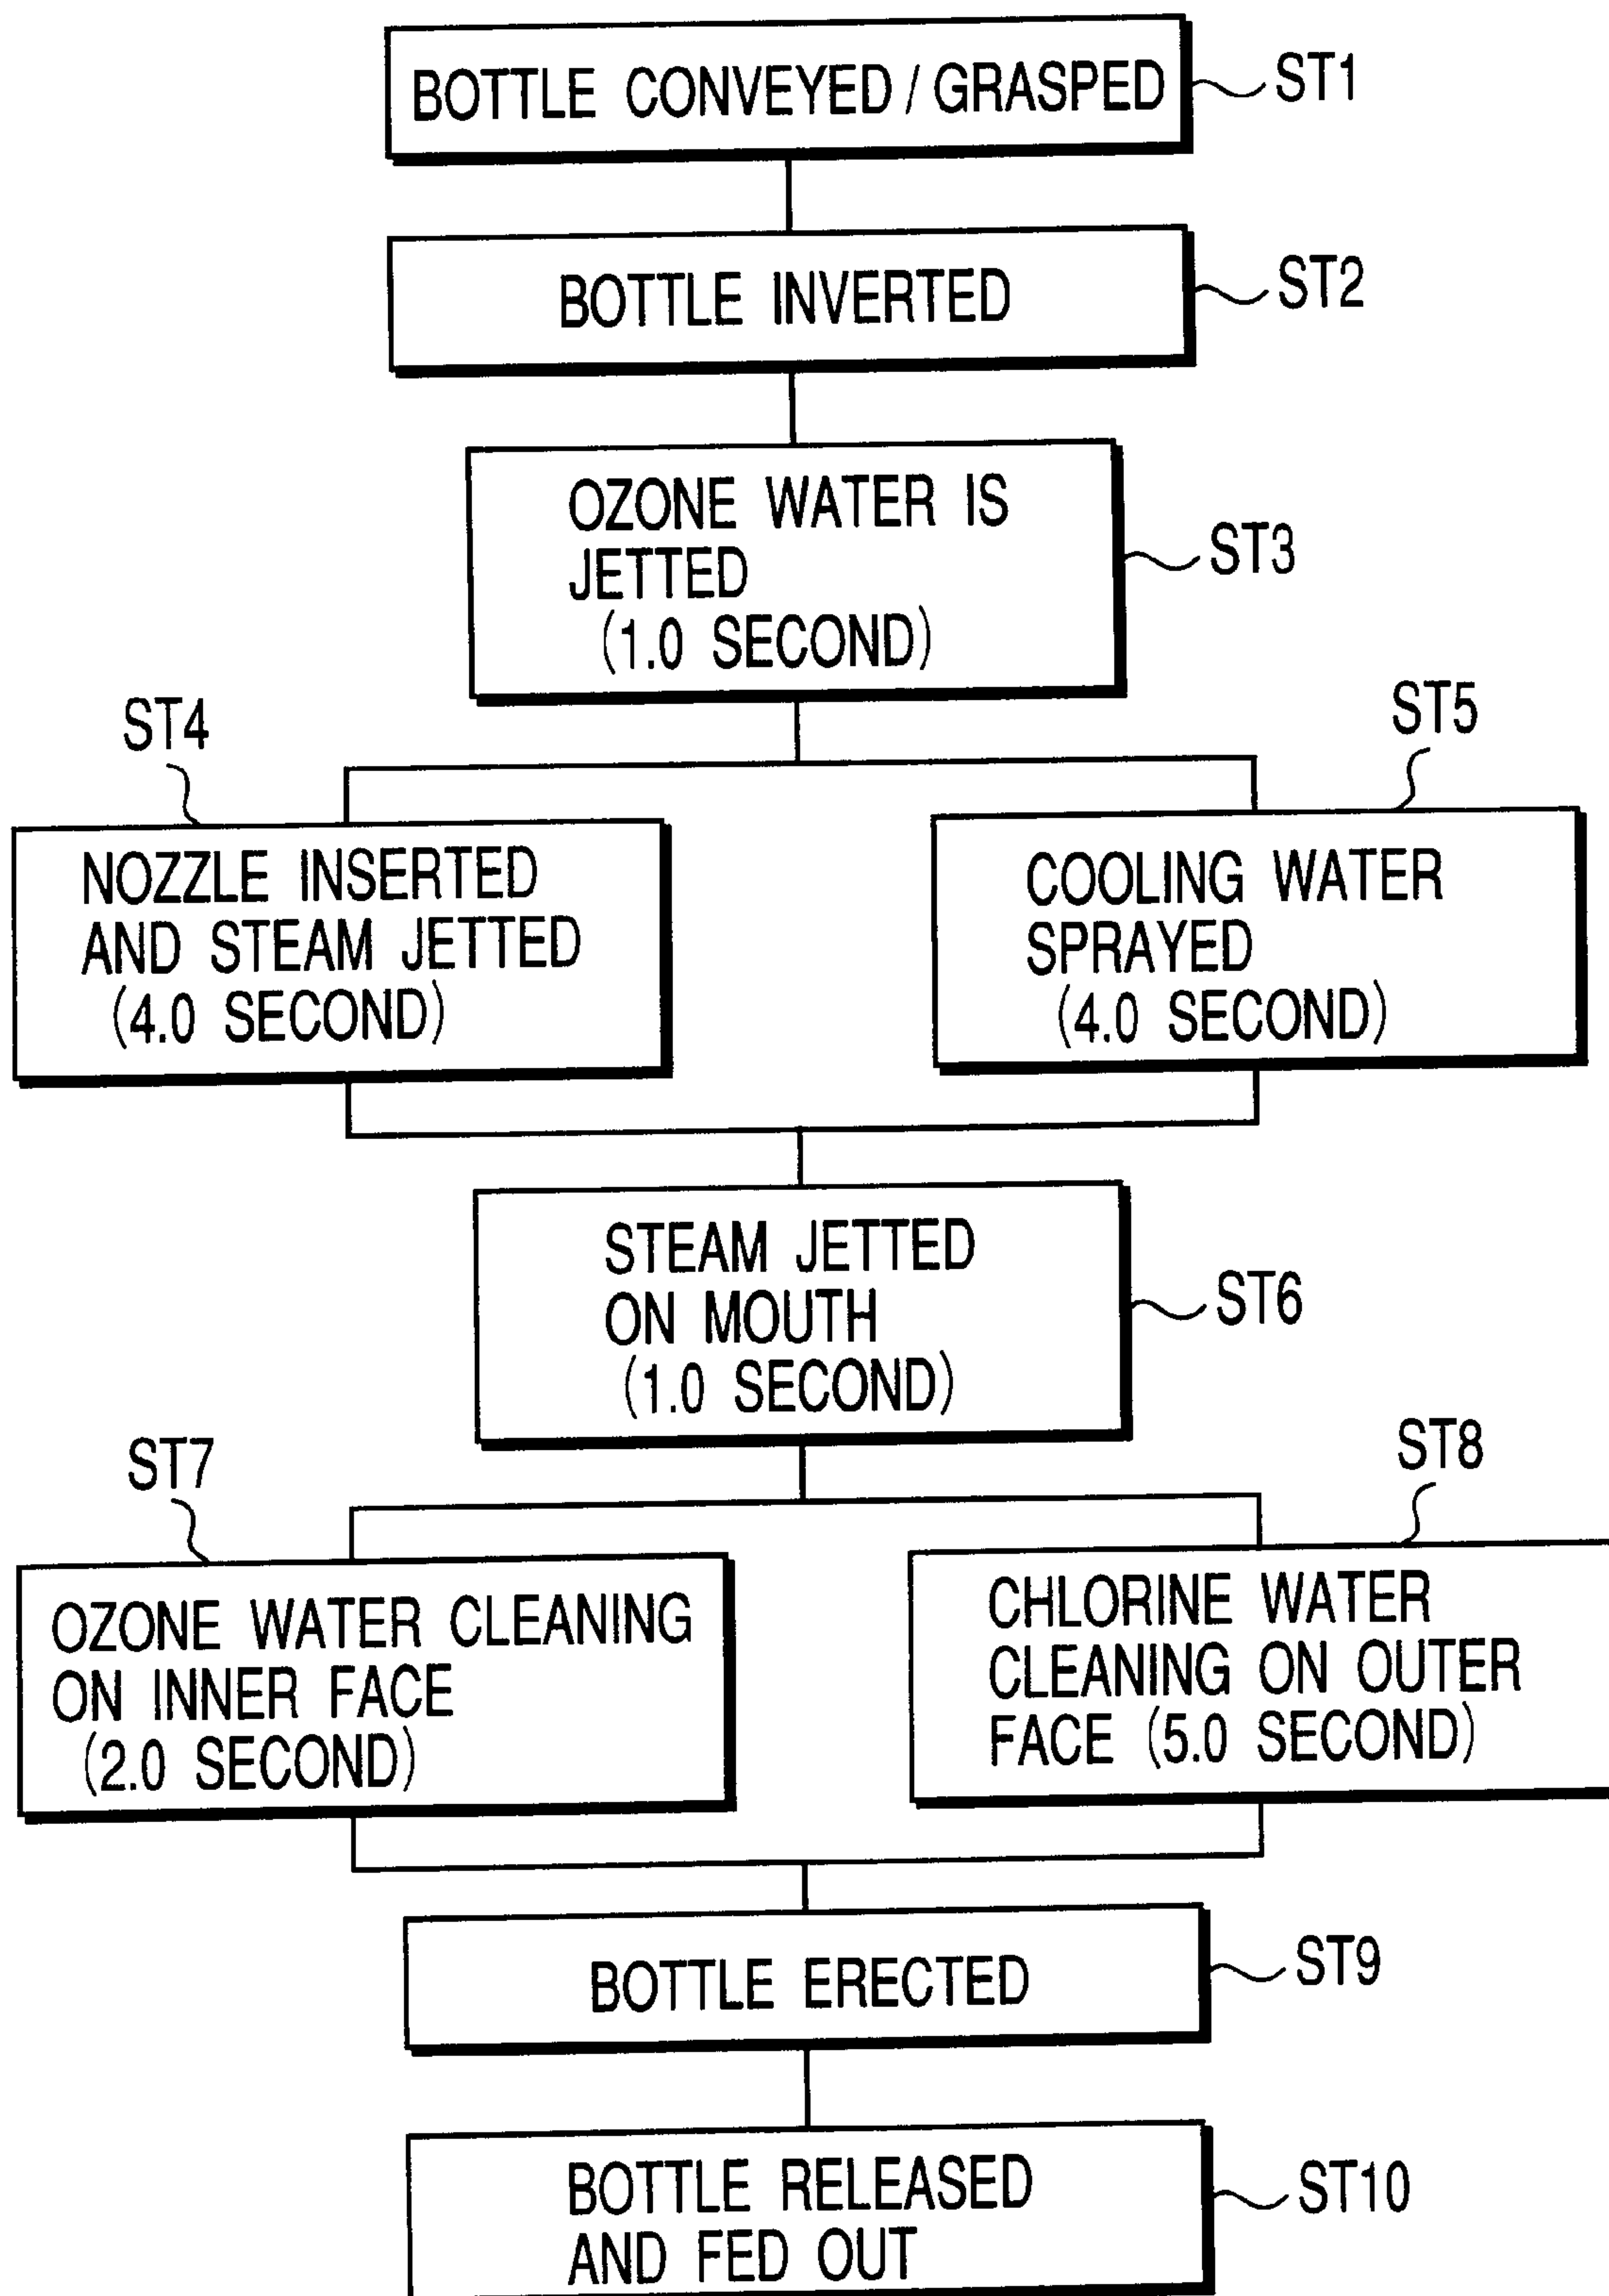 BOTTLE CONVEYED / GRASPED
ST1
BOTTLE INVERTED
ST2
OZONE WATER IS
JETTED
(1.0 SECOND)
ST3
ST4
NOZZLE INSERTED
AND STEAM JETTED
(4.0 SECOND)
ST5
COOLING WATER
SPRAYED
(4.0 SECOND)
STEAM JETTED
ON MOUTH
(1.0 SECOND)
ST6
ST7
OZONE WATER CLEANING
ON INNER FACE
(2.0 SECOND)
ST8
CHLORINE WATER
CLEANING ON OUTER
FACE (5.0 SECOND)
BOTTLE ERECTED
ST9
BOTTLE RELEASED
AND FED OUT
ST10